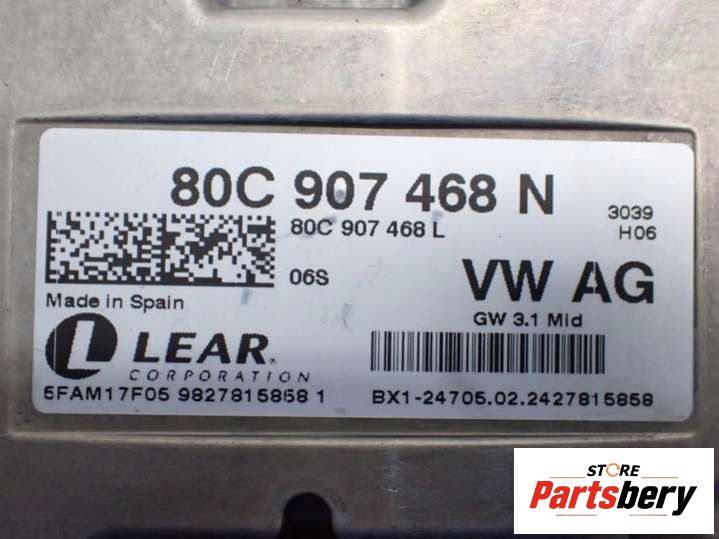 80C 907 468 N
80C 907 468 L
3039
H06
06S
VW AG
Made in Spain
GW 3.1 Mid
LEAR
CORPORATION
5FAM17F05 9827815858 1
BX1-24705.02.2427815858
STORE
Partsbery